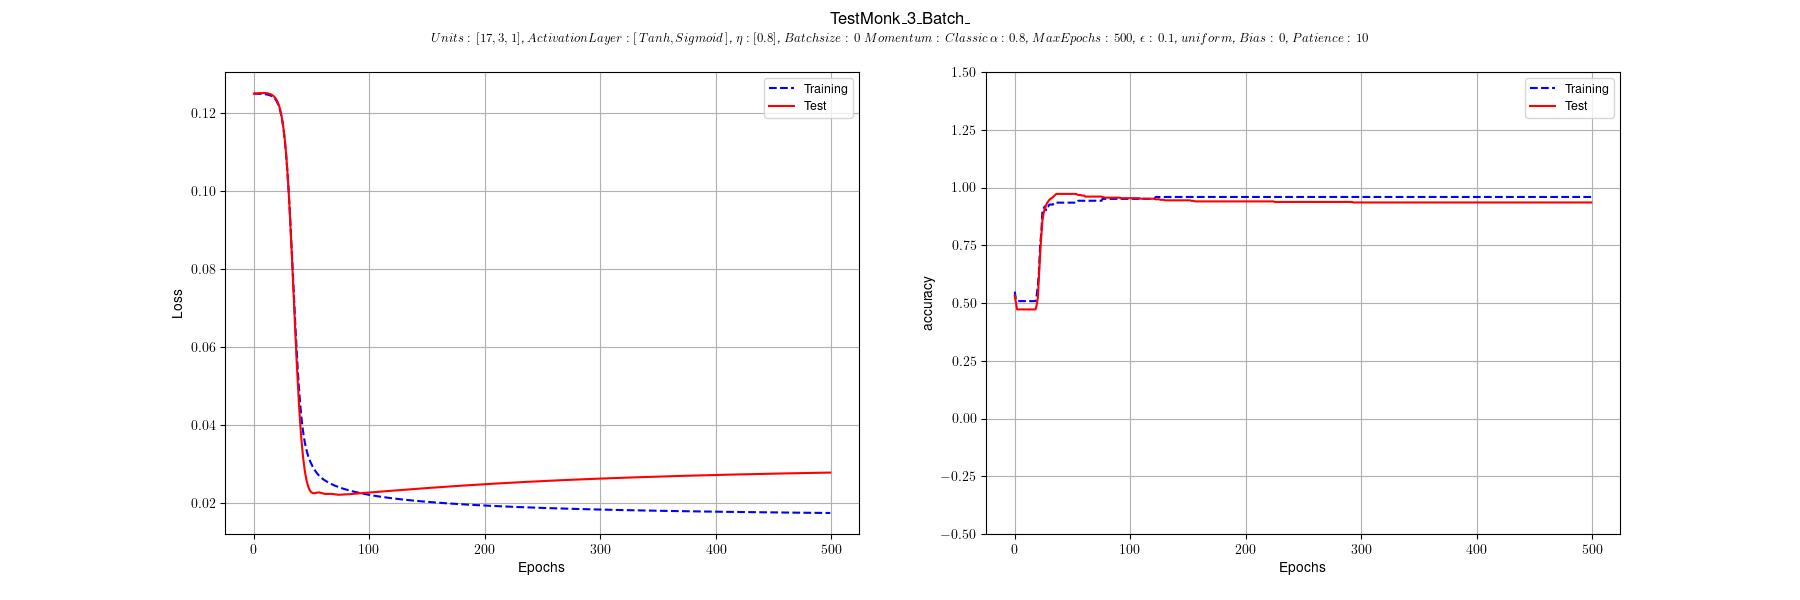 TestMonk_3_Batch_
Units : [17, 3, 1], ActivationLayer : [ Tanh, Sigmoid ], η : [0.8], Batchsize : 0 Momentum : Classic α : 0.8, MaxEpochs : 500, ϵ : 0.1, uniform, Bias : 0, Patience : 10
Training
Test
0.12
0.10
0.08
0.06
0.04
0.02
Loss
0 100 200 300 400 500
Epochs
Training
Test
1.50
1.25
1.00
0.75
0.50
0.25
0.00
−0.25
−0.50
accuracy
0 100 200 300 400 500
Epochs